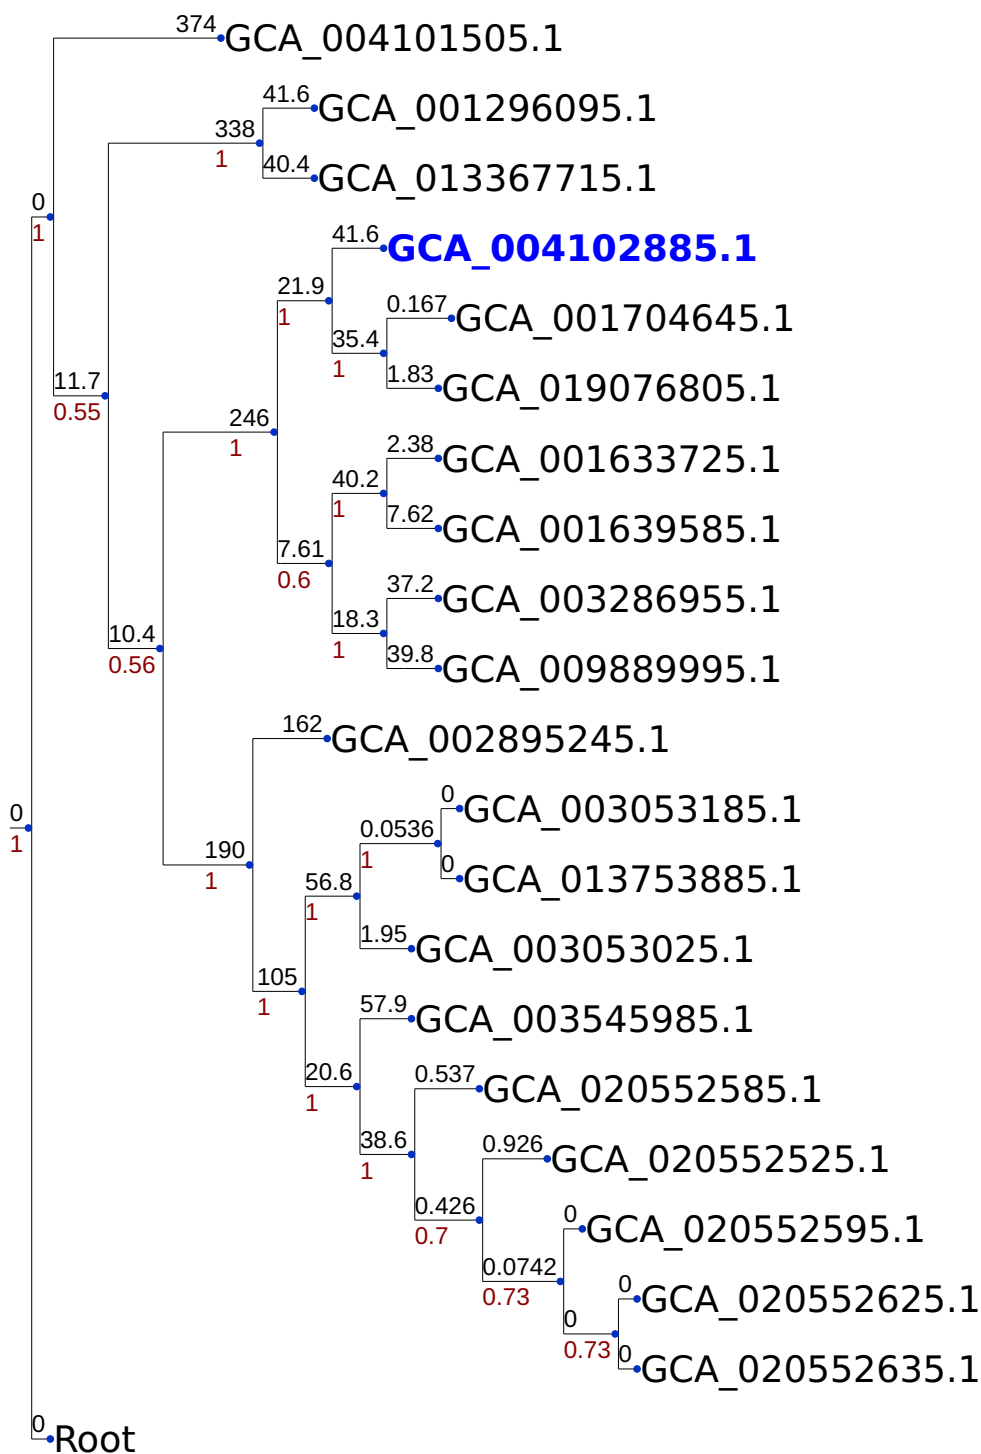 374
GCA_004101505.1
41.6
GCA_001296095.1
338
1
40.4
GCA_013367715.1
0
1
41.6
GCA_004102885.1
21.9
1
0.167
GCA_001704645.1
35.4
1
1.83
GCA_019076805.1
11.7
0.55
246
1
2.38
GCA_001633725.1
40.2
1
7.62
GCA_001639585.1
7.61
0.6
37.2
GCA_003286955.1
18.3
1
39.8
GCA_009889995.1
10.4
0.56
162
GCA_002895245.1
0
GCA_003053185.1
0
1
0.0536
1
0
GCA_013753885.1
190
1
56.8
1
1.95
GCA_003053025.1
105
1
57.9
GCA_003545985.1
20.6
1
0.537
GCA_020552585.1
38.6
1
0.926
GCA_020552525.1
0.426
0.7
0
GCA_020552595.1
0.0742
0.73
0
GCA_020552625.1
0
0.73
0
GCA_020552635.1
0
Root